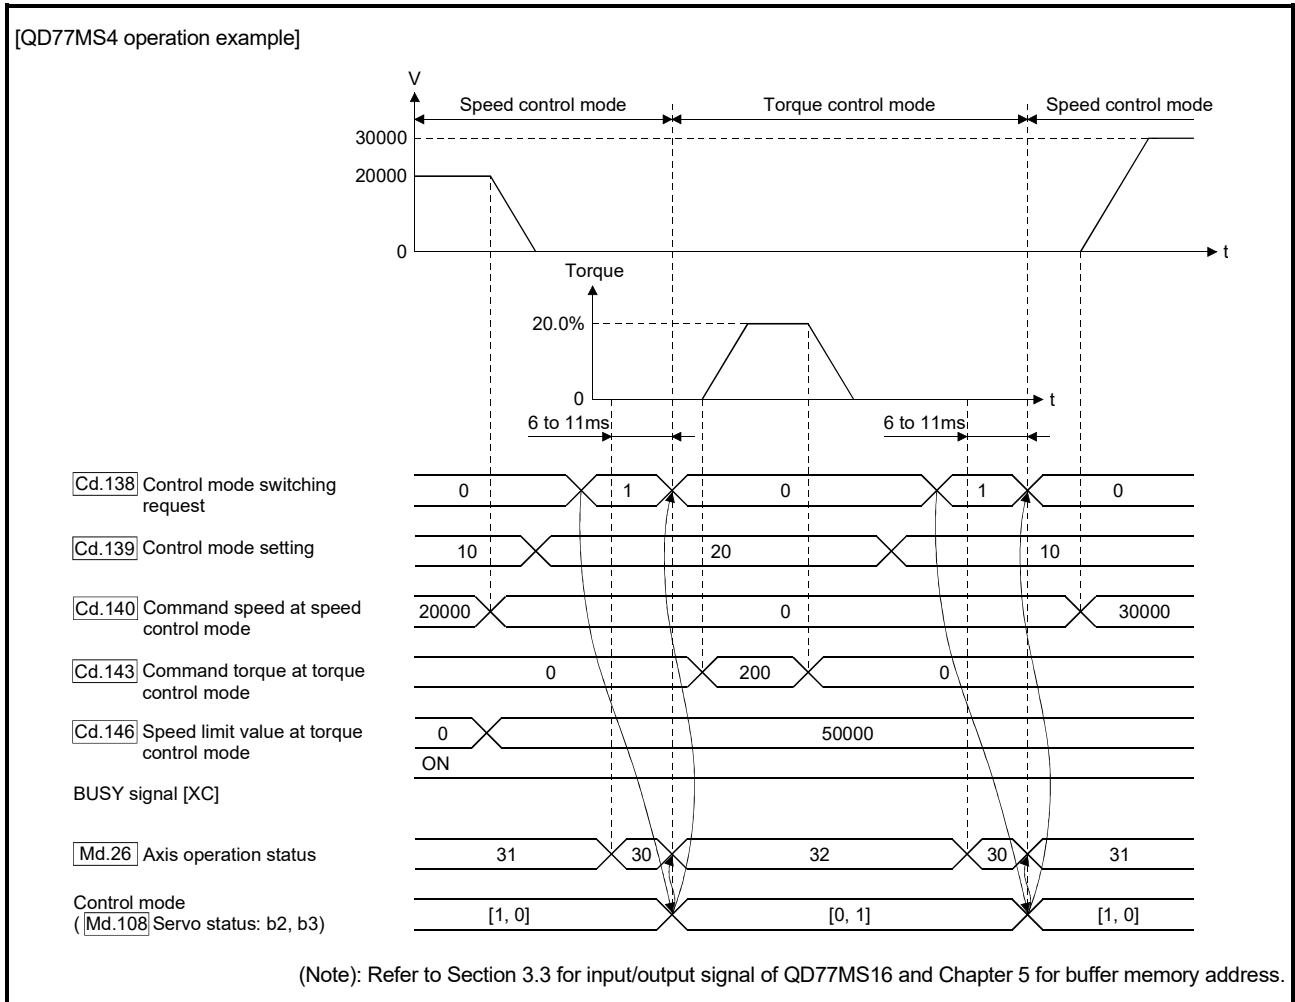 [QD77MS4 operation example]
V
Speed control mode
Torque control mode
Speed control mode
30000
20000
0
t
Torque
20.0%
0
t
6 to 11ms
6 to 11ms
Cd.138 Control mode switching
request
0
1
0
1
0
Cd.139 Control mode setting
10
20
10
Cd.140 Command speed at speed
control mode
20000
0
30000
Cd.143 Command torque at torque
control mode
0
200
0
Cd.146 Speed limit value at torque
control mode
0
50000
ON
BUSY signal [XC]
Md.26 Axis operation status
31
30
32
30
31
Control mode
( Md.108 Servo status: b2, b3)
[1, 0]
[0, 1]
[1, 0]
(Note): Refer to Section 3.3 for input/output signal of QD77MS16 and Chapter 5 for buffer memory address.